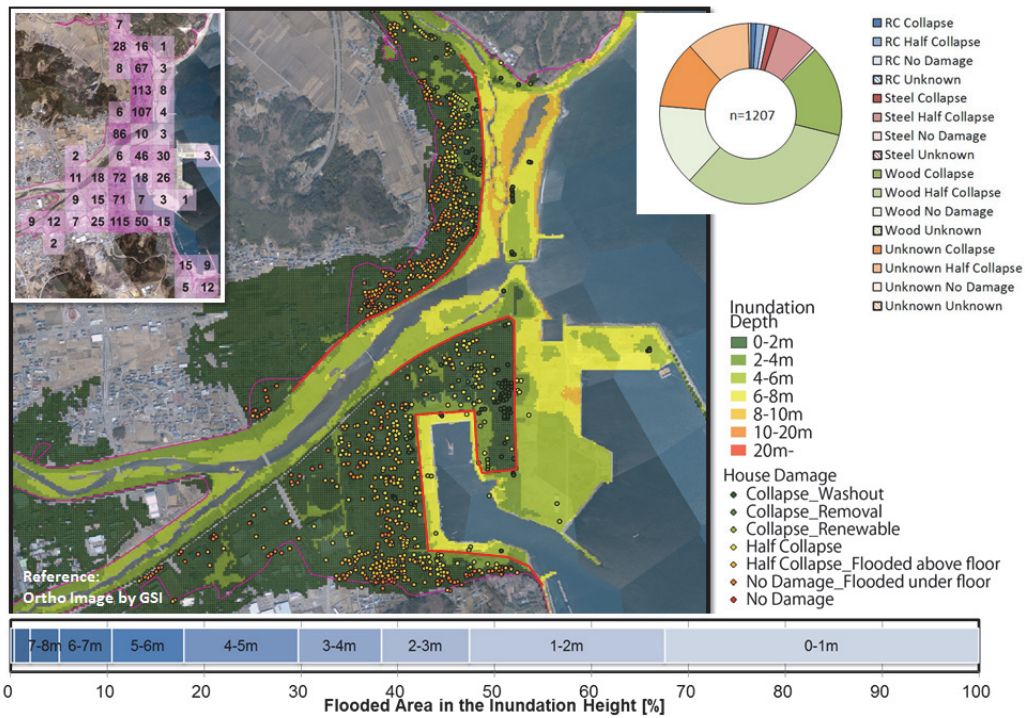 7
28 16 1
8 67 3
113 8
6 107 4
86 10 3
2 6 46 30 3
11 18 72 18 26
9 15 71 7 3 1
9 12 7 25 115 50 15
2
15 9
5 12
n=1207
RC Collapse
RC Half Collapse
RC No Damage
RC Unknown
Steel Collapse
Steel Half Collapse
Steel No Damage
Steel Unknown
Wood Collapse
Wood Half Collapse
Wood No Damage
Wood Unknown
Unknown Collapse
Unknown Half Collapse
Unknown No Damage
Unknown Unknown
Inundation
Depth
0-2m
2-4m
4-6m
6-8m
8-10m
10-20m
20m-
House Damage
Collapse_Washout
Collapse_Removal
Collapse_Renewable
Half Collapse
Half Collapse_Flooded above floor
No Damage_Flooded under floor
No Damage
Reference:
Ortho Image by GSI
7-8m 6-7m 5-6m 4-5m 3-4m 2-3m 1-2m 0-1m
0 10 20 30 40 50 60 70 80 90 100
Flooded Area in the Inundation Height [%]